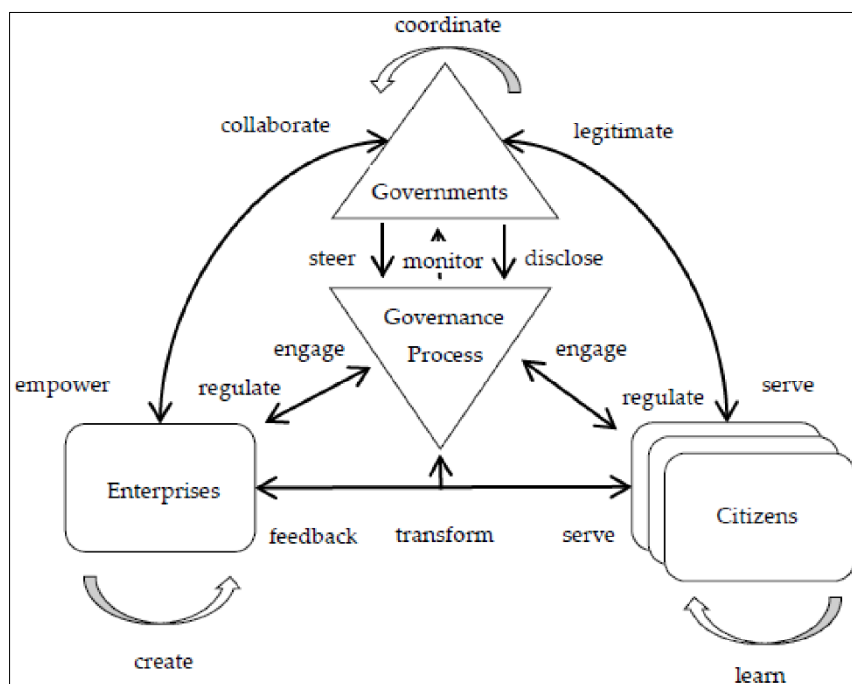 coordinate
collaborate
legitimate
Governments
steer
monitor
disclose
Governance
Process
engage
engage
empower
regulate
regulate
serve
Enterprises
Citizens
feedback
transform
serve
create
learn